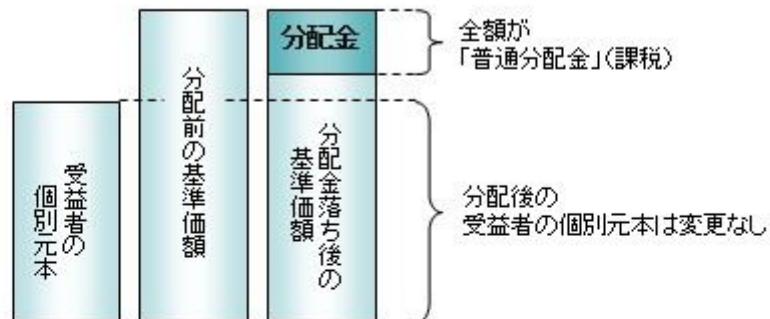 受益者の
個別元本
分配前の基準価額
分配金
分配金落ち後の
基準価額
全額が
「普通分配金」(課税)
分配後の
受益者の個別元本は変更なし